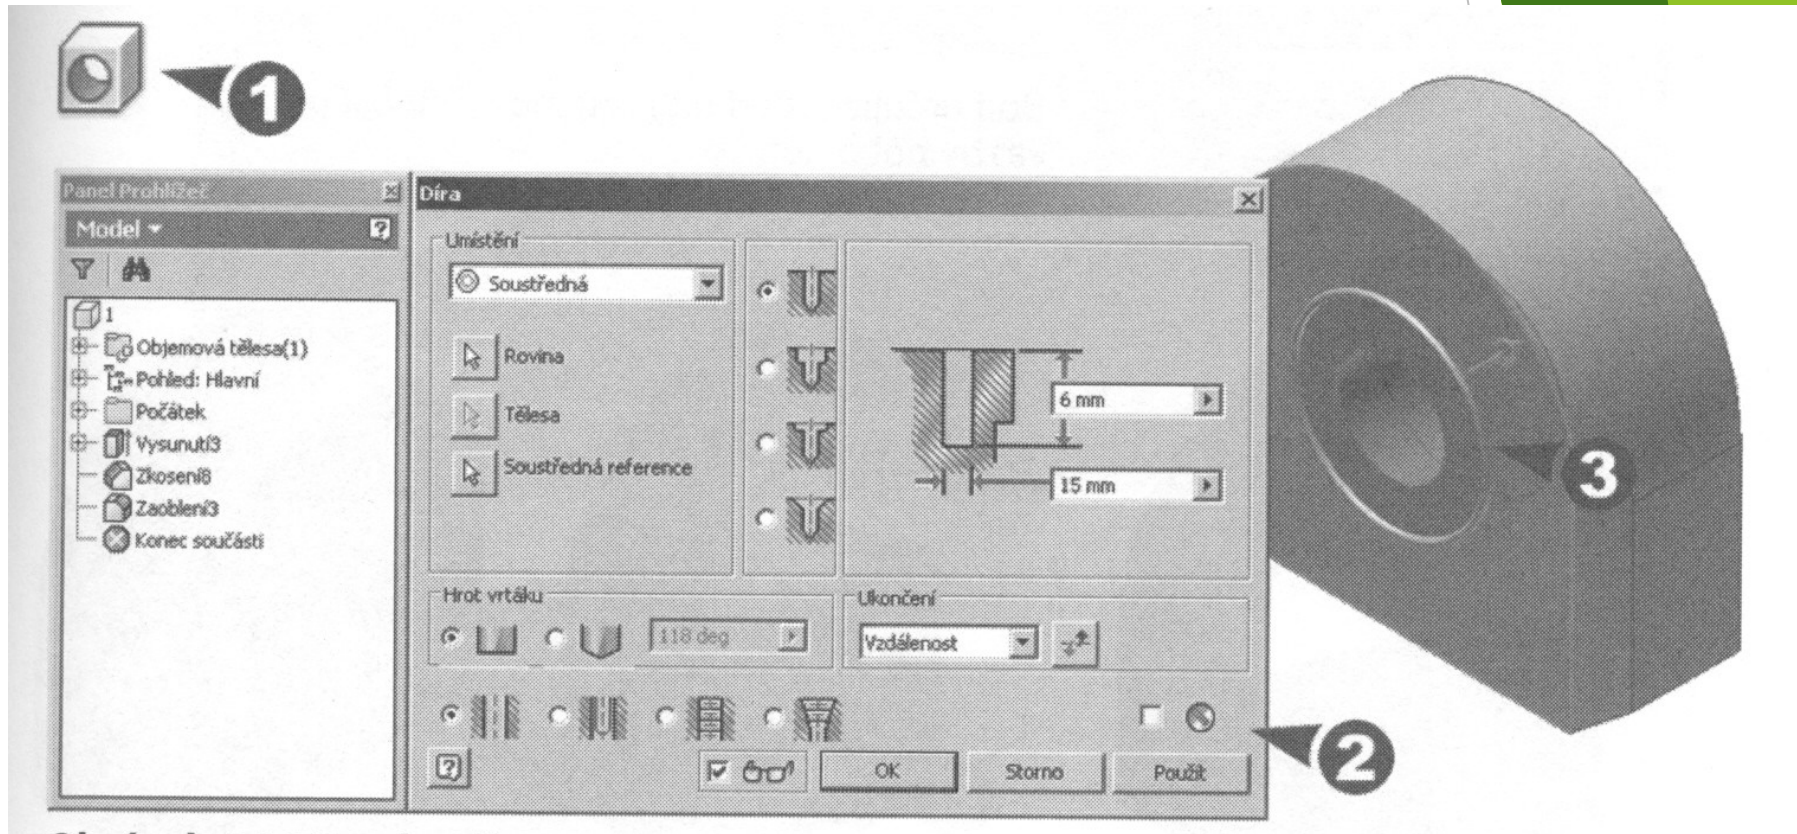 1
Panel Prohlížeč
Model
1
Objemová tělesa(1)
Pohled: Hlavní
Počátek
Vysunutí3
Zkosení8
Zaoblení3
Konec součásti
Díra
Umístění
Soustředná
Rovina
Tělesa
Soustředná reference
6 mm
15 mm
Hrot vrtáku
118 deg
Ukončení
Vzdálenost
OK
Storno
Použít
2
3